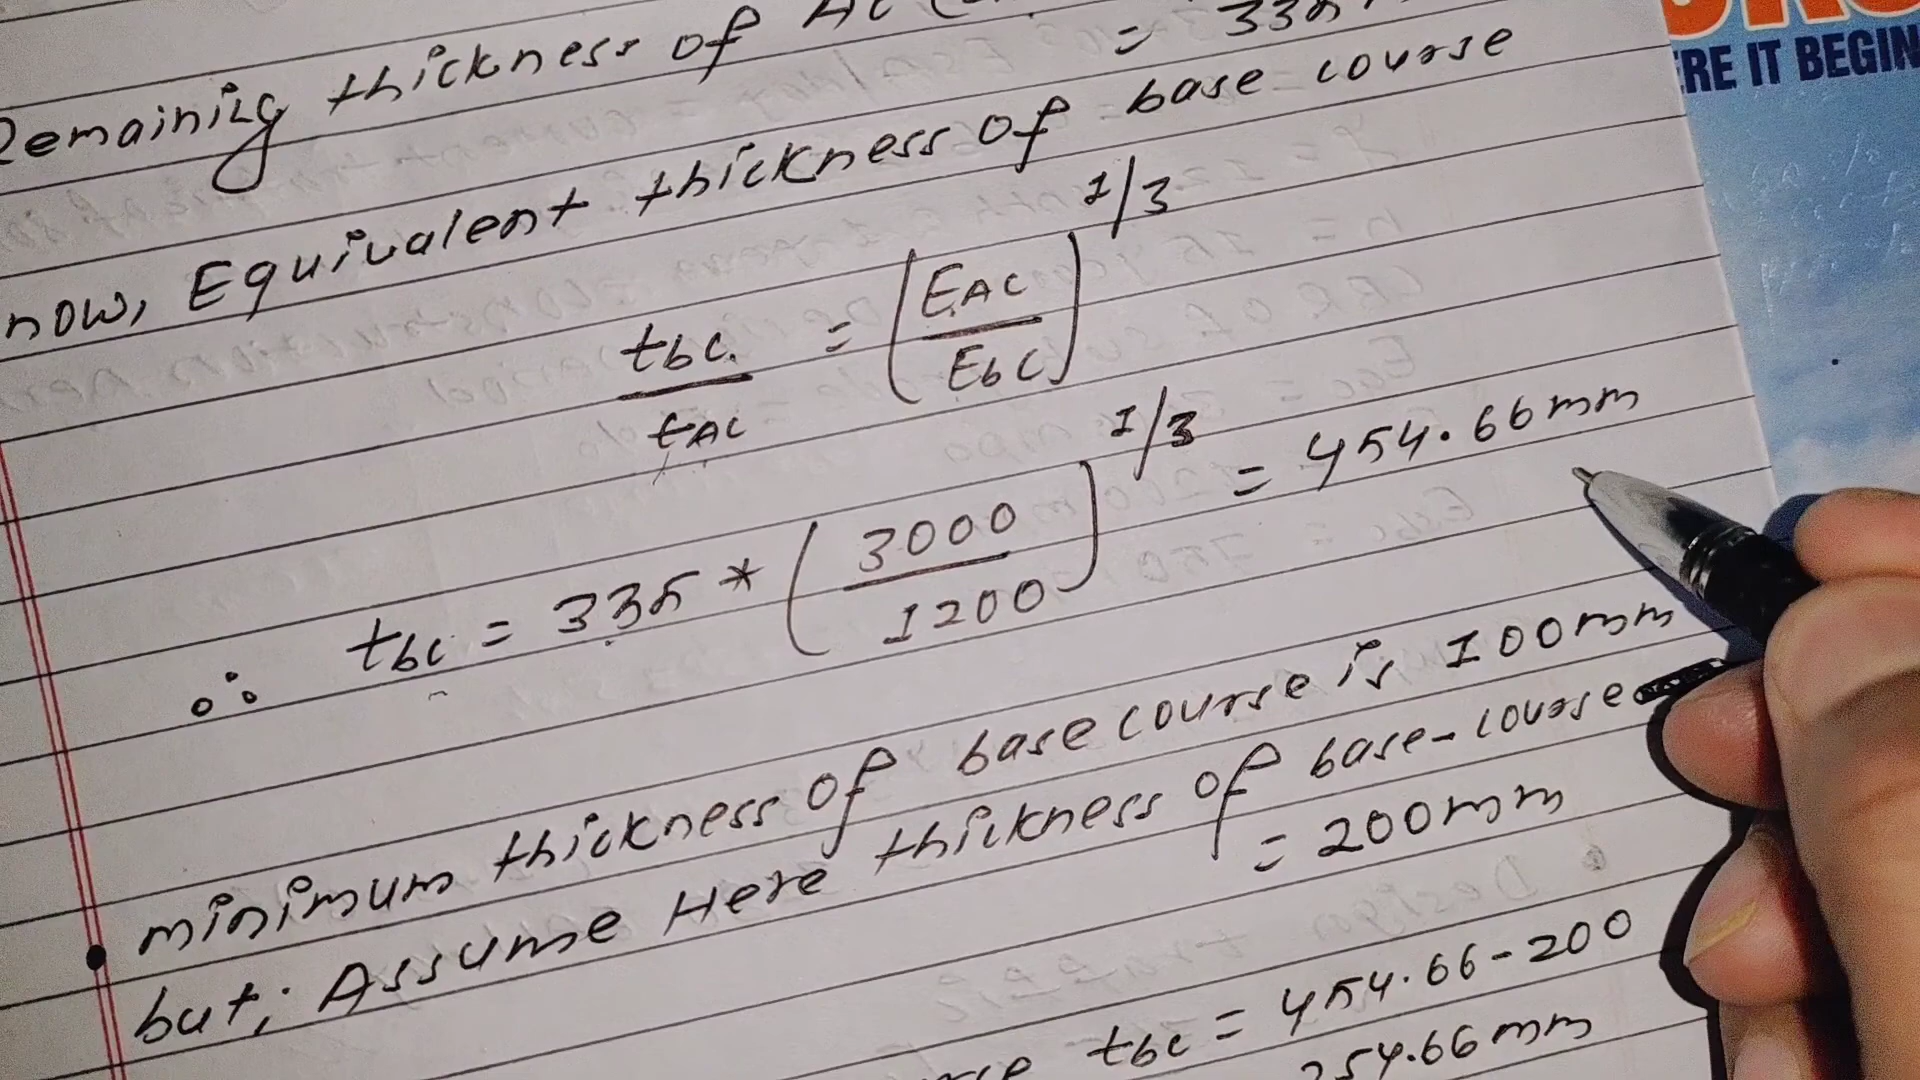 Remaining thickness of AC
= 335
now, Equivalent thickness of base course
tbc/tAC = (EAC/Ebc)^1/3
∴ tbc = 335 * (3000/1200)^1/3 = 454.66mm
• minimum thickness of base course is 100mm
but; Assume Here thickness of base-course
= 200mm
tbc = 454.66-200
254.66mm
ERE IT BEGIN